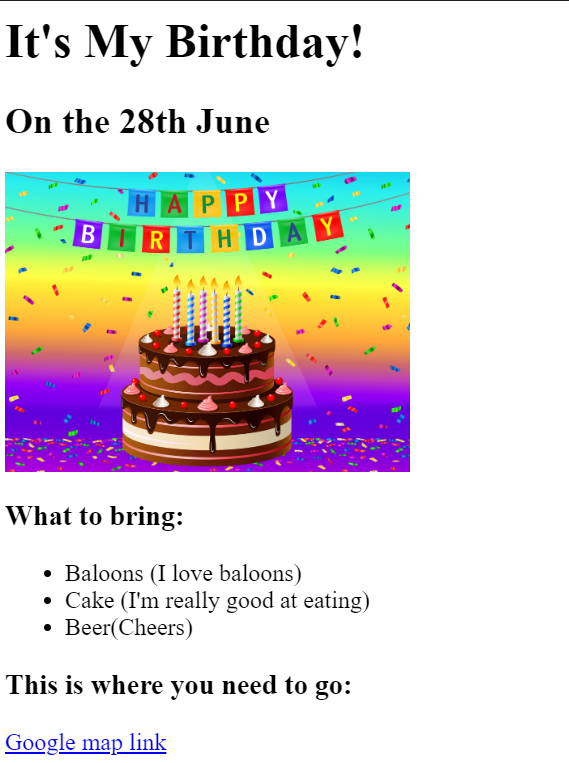 It's My Birthday!
On the 28th June
HAPPY
BIRTHDAY
What to bring:
Baloons (I love baloons)
Cake (I'm really good at eating)
Beer(Cheers)
This is where you need to go:
Google map link